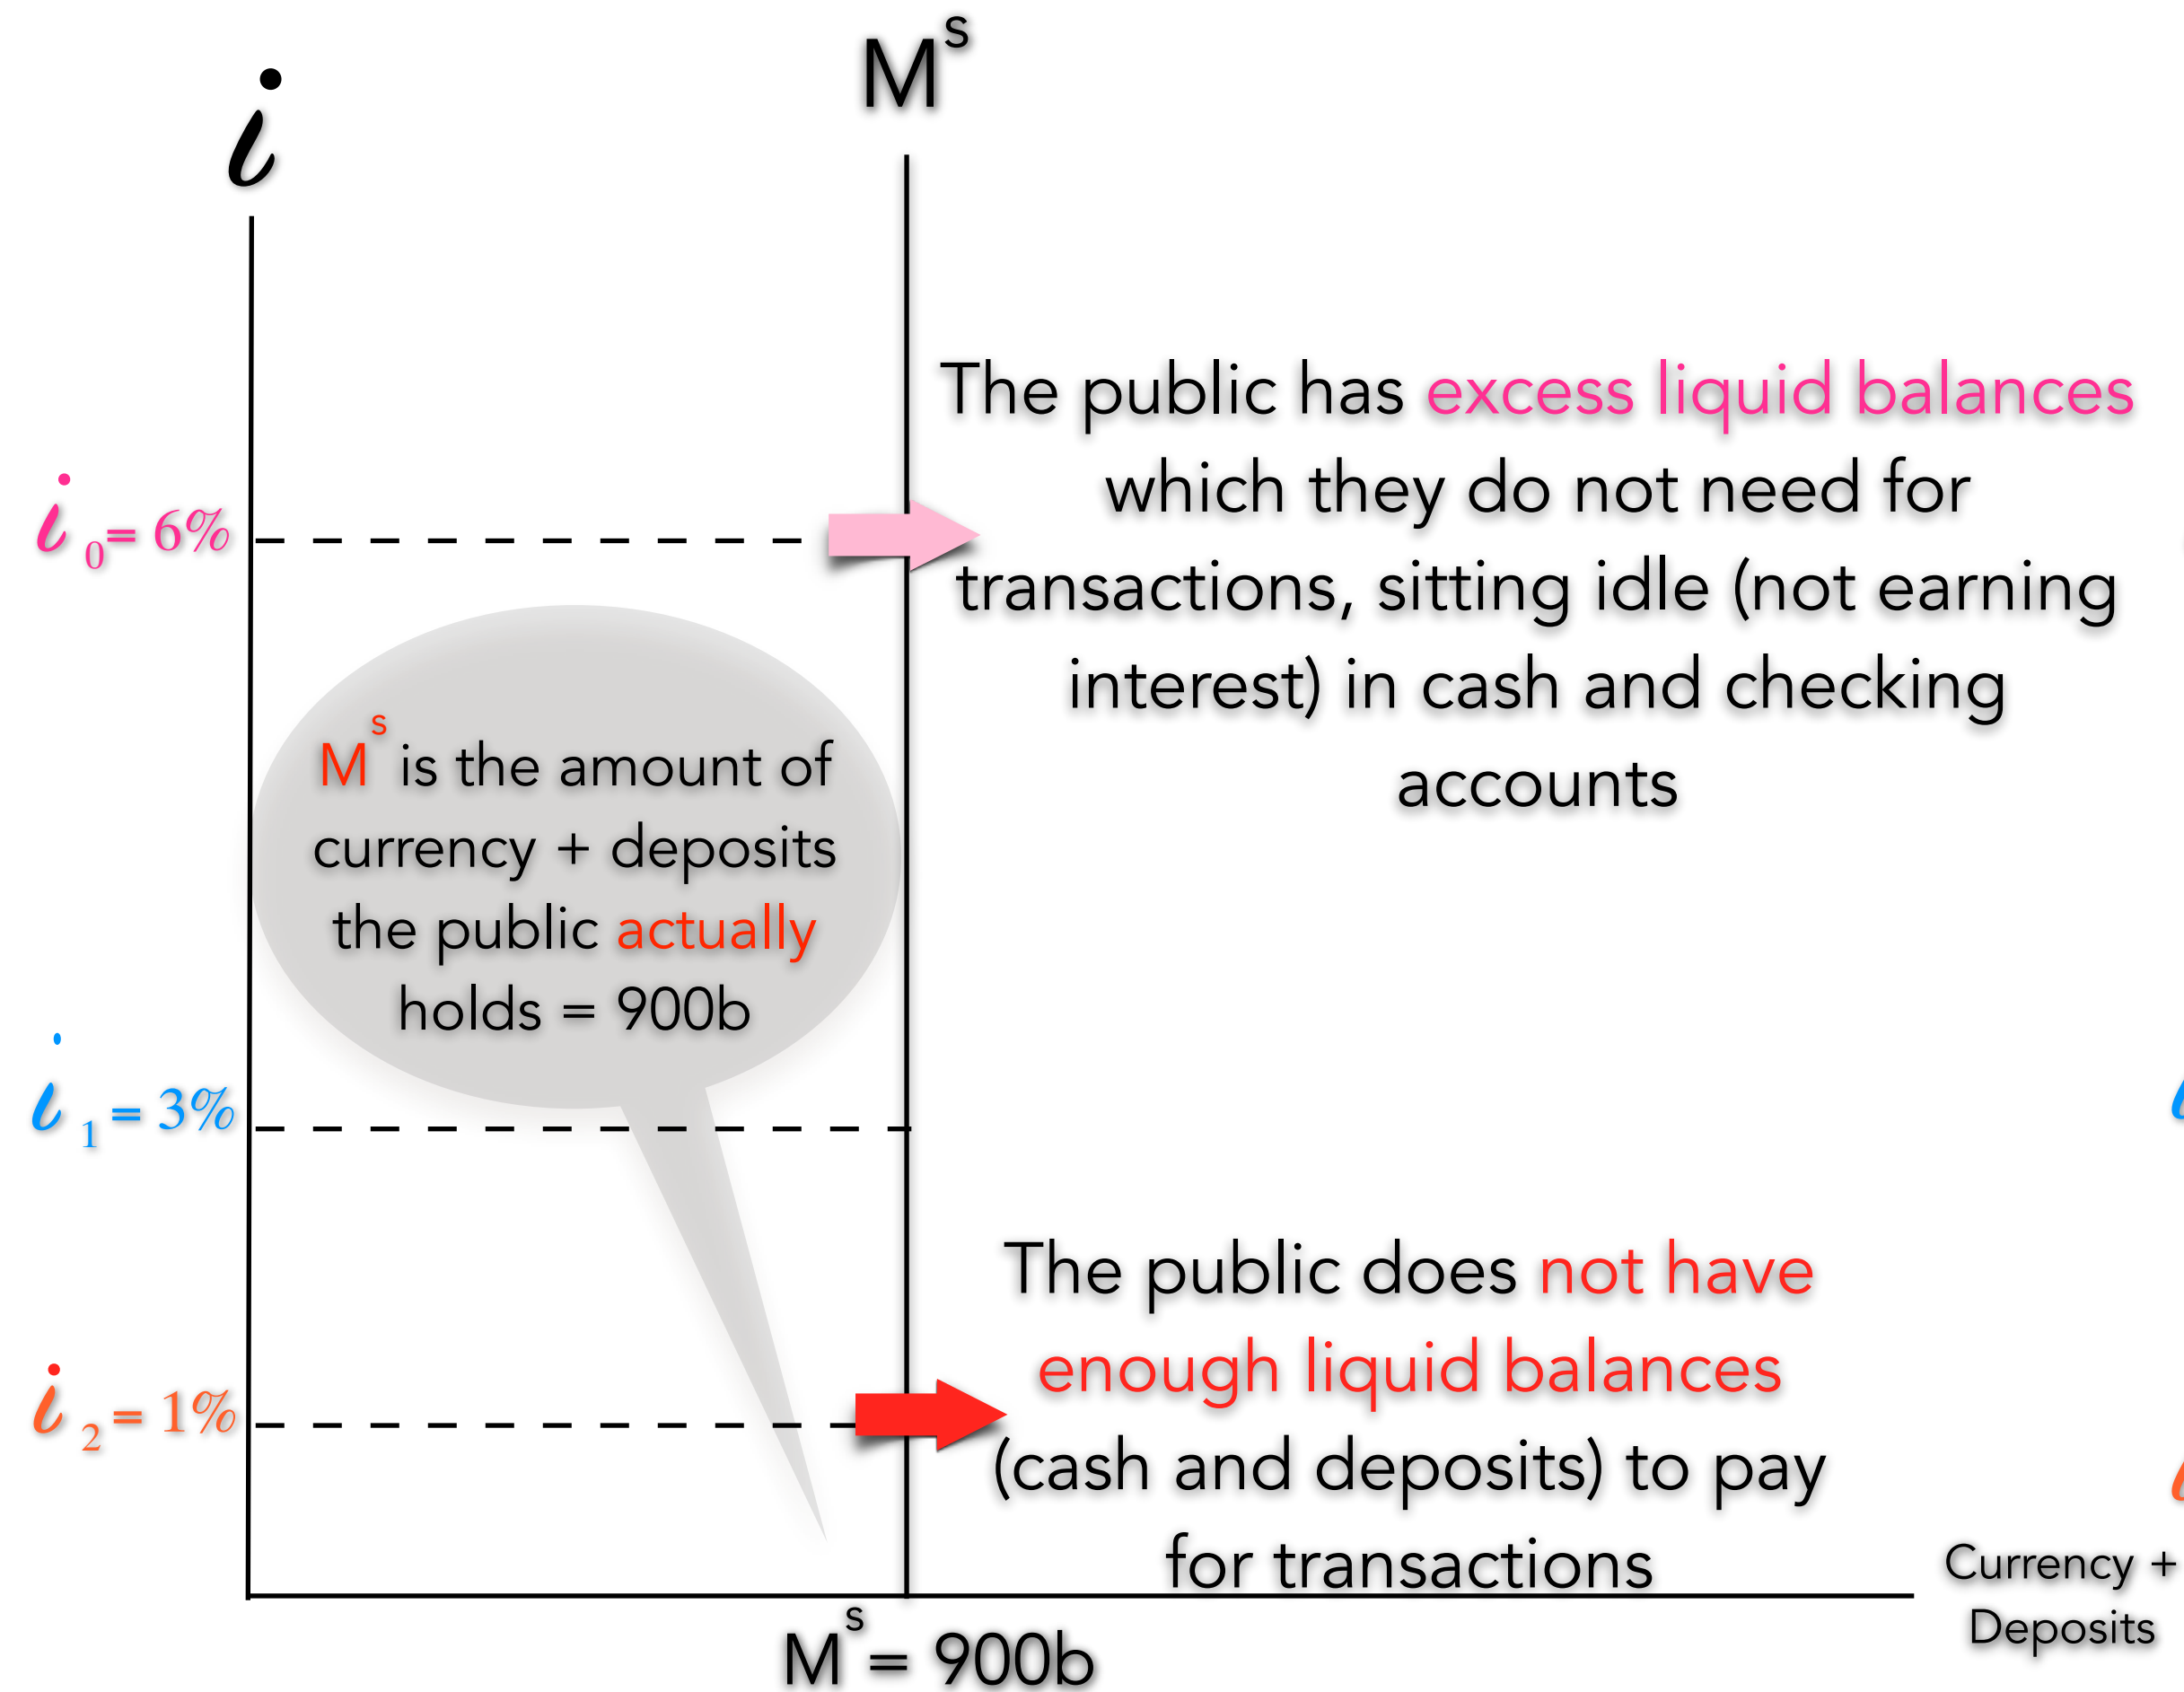 Mˢ
i
The public has excess liquid balances
which they do not need for
transactions, sitting idle (not earning
interest) in cash and checking
accounts
i₀= 6%
Mˢ is the amount of
currency + deposits
the public actually
holds = 900b
i₁ = 3%
The public does not have
enough liquid balances
(cash and deposits) to pay
for transactions
i₂ = 1%
Currency +
Deposits
Mˢ= 900b